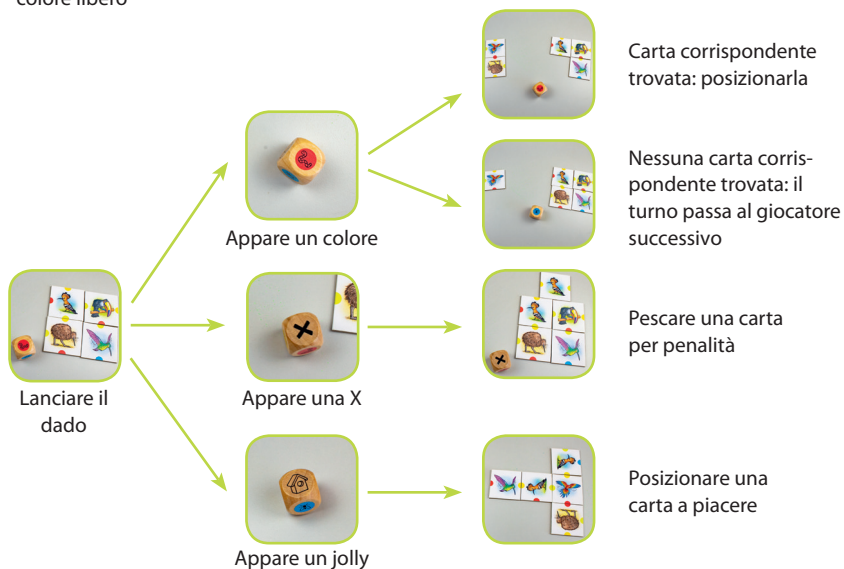 colore libero
Carta corrispondente
trovata: posizionarla
Nessuna carta corris-
pondente trovata: il
turno passa al giocatore
successivo
Appare un colore
Lanciare il
dado
Appare una X
Pescare una carta
per penalità
Appare un jolly
Posizionare una
carta a piacere